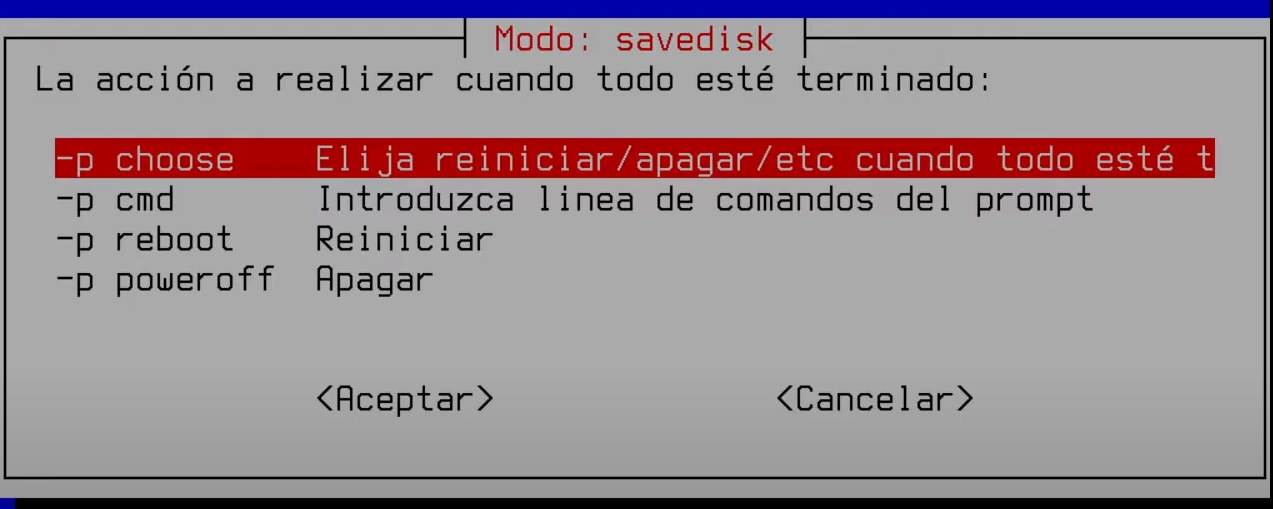 Modo: savedisk
La acción a realizar cuando todo esté terminado:
-p choose Elija reiniciar/apagar/etc cuando todo esté t
-p cmd Introduzca linea de comandos del prompt
-p reboot Reiniciar
-p poweroff Apagar
<Aceptar> <Cancelar>